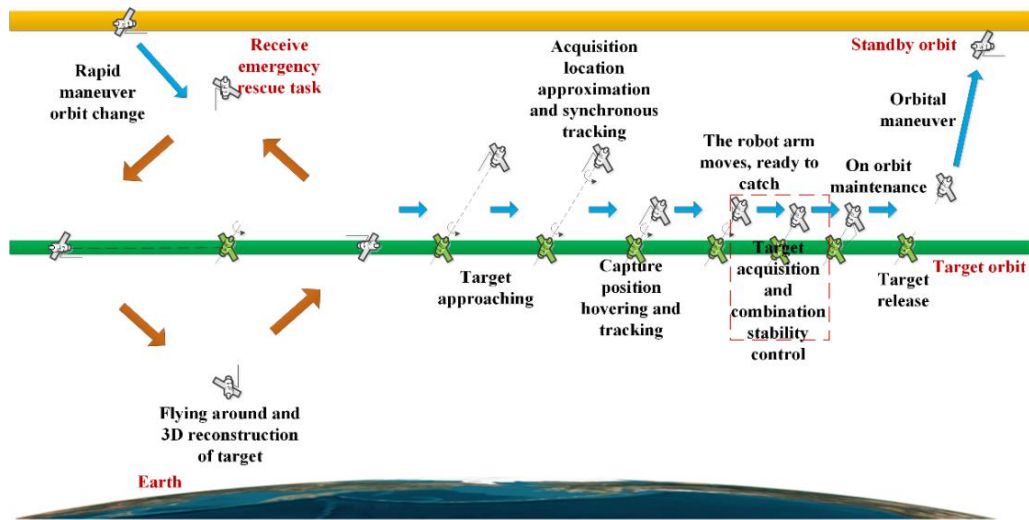 Rapid
maneuver
orbit change
Receive
emergency
rescue task
Acquisition
location
approximation
and synchronous
tracking
The robot arm
moves, ready to
catch
On orbit
maintenance
Orbital
maneuver
Standby orbit
Target
approaching
Capture
position
hovering and
tracking
Target
acquisition
and
combination
stability
control
Target
release
Target orbit
Flying around and
3D reconstruction
of target
Earth